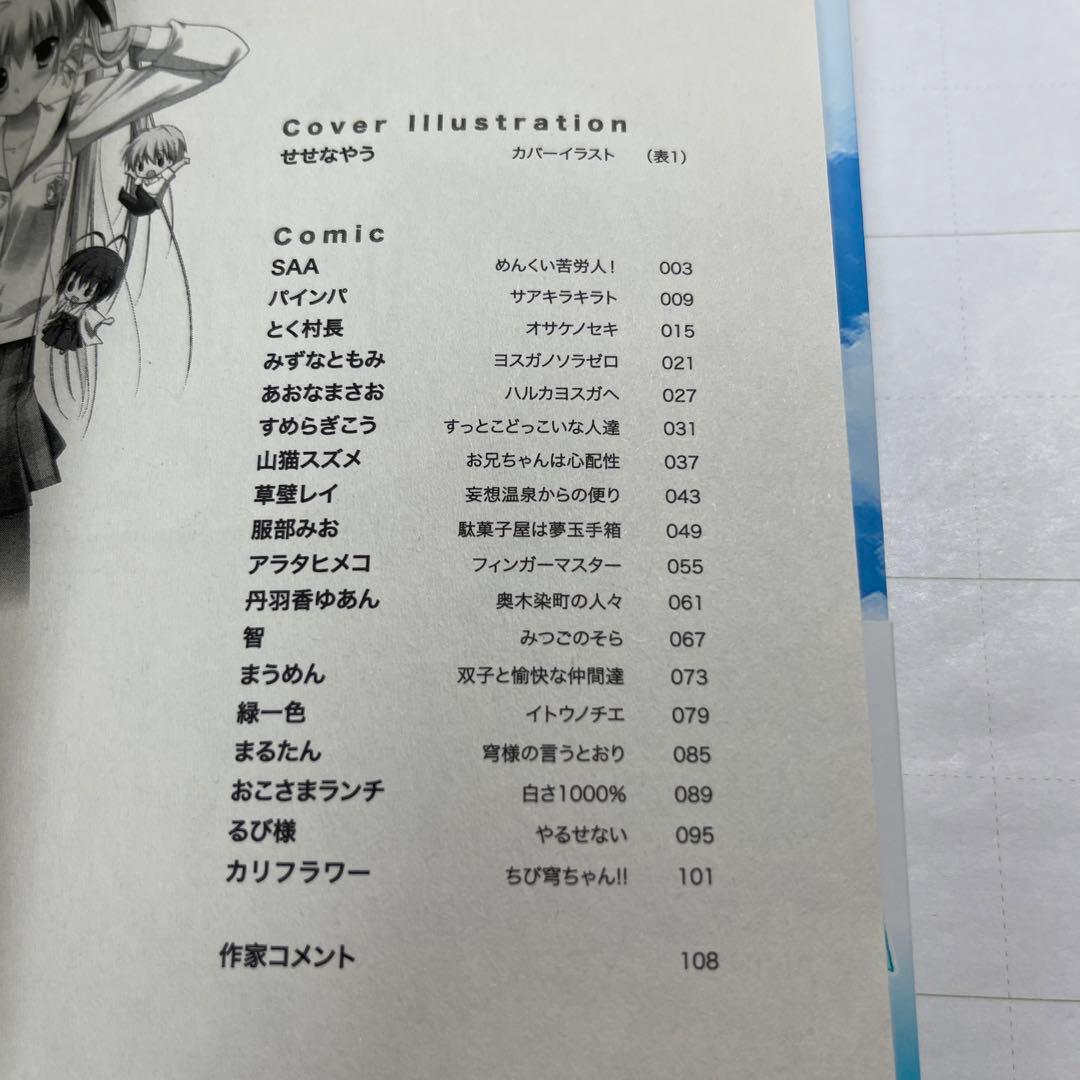 Cover Illustration
せせなやう カバーイラスト （表1）
Comic
SAA めんくい苦労人！ 003
パインパ サアキラキラト 009
とく村長 オサケノセキ 015
みずなともみ ヨスガノソラゼロ 021
あおなまさお ハルカヨスガヘ 027
すめらぎこう すっとこどっこいな人達 031
山猫スズメ お兄ちゃんは心配性 037
草壁レイ 妄想温泉からの便り 043
服部みお 駄菓子屋は夢玉手箱 049
アラタヒメコ フィンガーマスター 055
丹羽香ゆあん 奥木染町の人々 061
智 みつごのそら 067
まうめん 双子と愉快な仲間達 073
緑一色 イトウノチエ 079
まるたん 穹様の言うとおり 085
おこさまランチ 白さ1000% 089
るび様 やるせない 095
カリフラワー ちび穹ちゃん!! 101
作家コメント 108